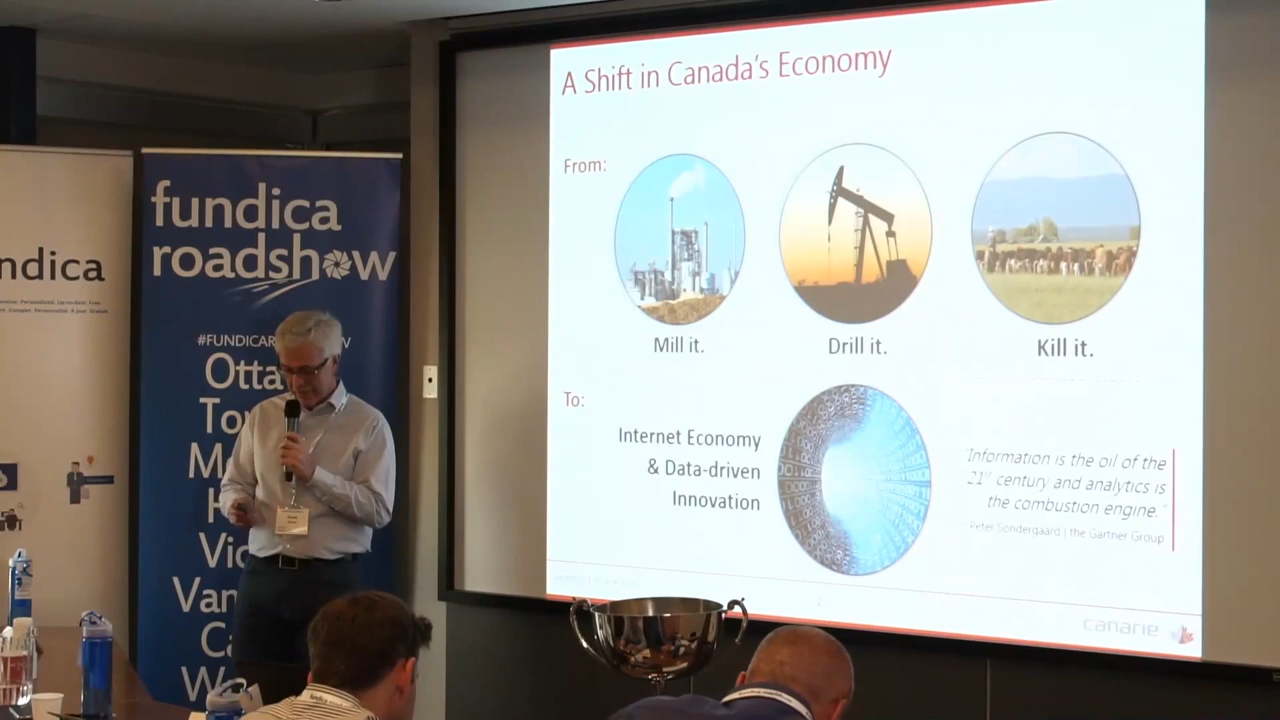 A Shift in Canada's Economy
From:
Mill it.
Drill it.
Kill it.
To:
Internet Economy
& Data-driven
Innovation
"Information is the oil of the
21st century and analytics is
the combustion engine."
Peter Sondergaard | the Gartner Group
canarie
fundica
roadshow
#FUNDICAR
V
Otta
To
M
Vic
Van
Ca
W
ndica